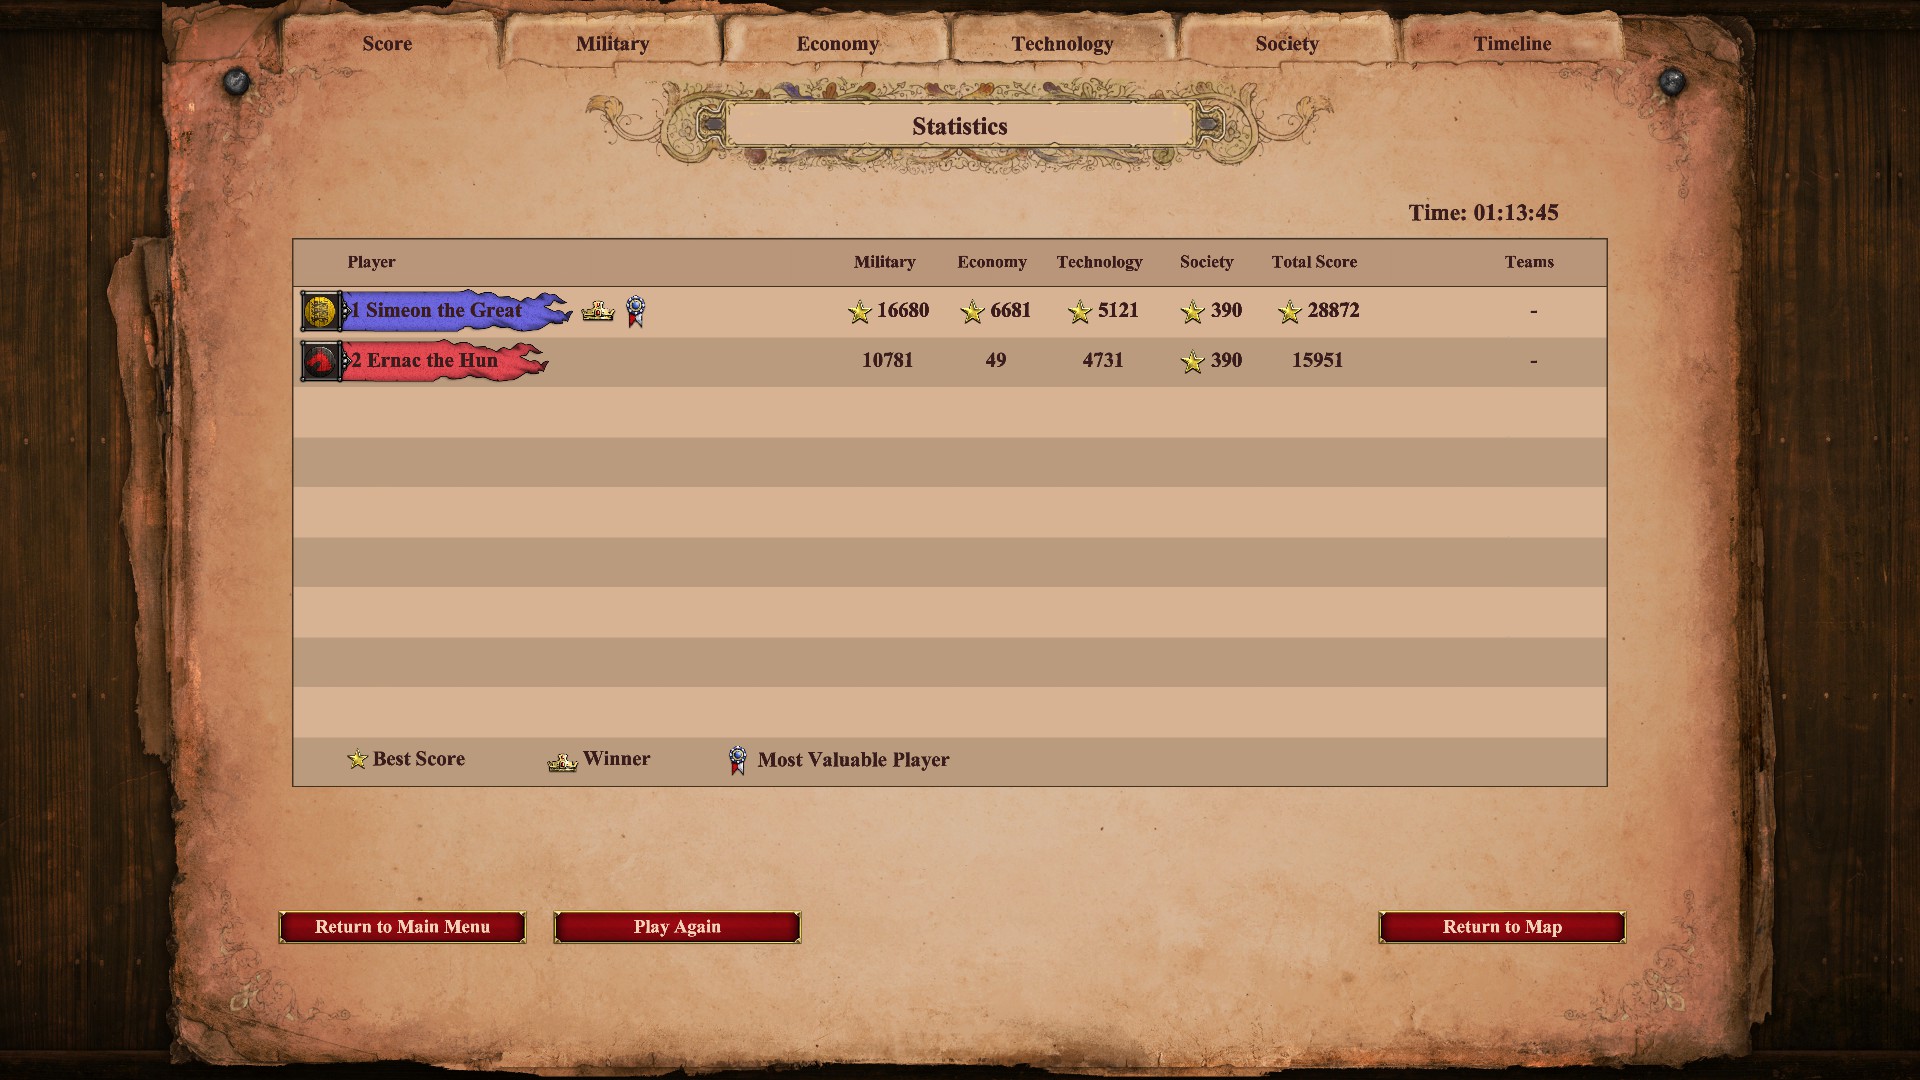 Score Military Economy Technology Society Timeline
Statistics
Time: 01:13:45
Player Military Economy Technology Society Total Score Teams
1 Simeon the Great 16680 6681 5121 390 28872 -
2 Ernac the Hun 10781 49 4731 390 15951 -
Best Score Winner Most Valuable Player
Return to Main Menu Play Again Return to Map